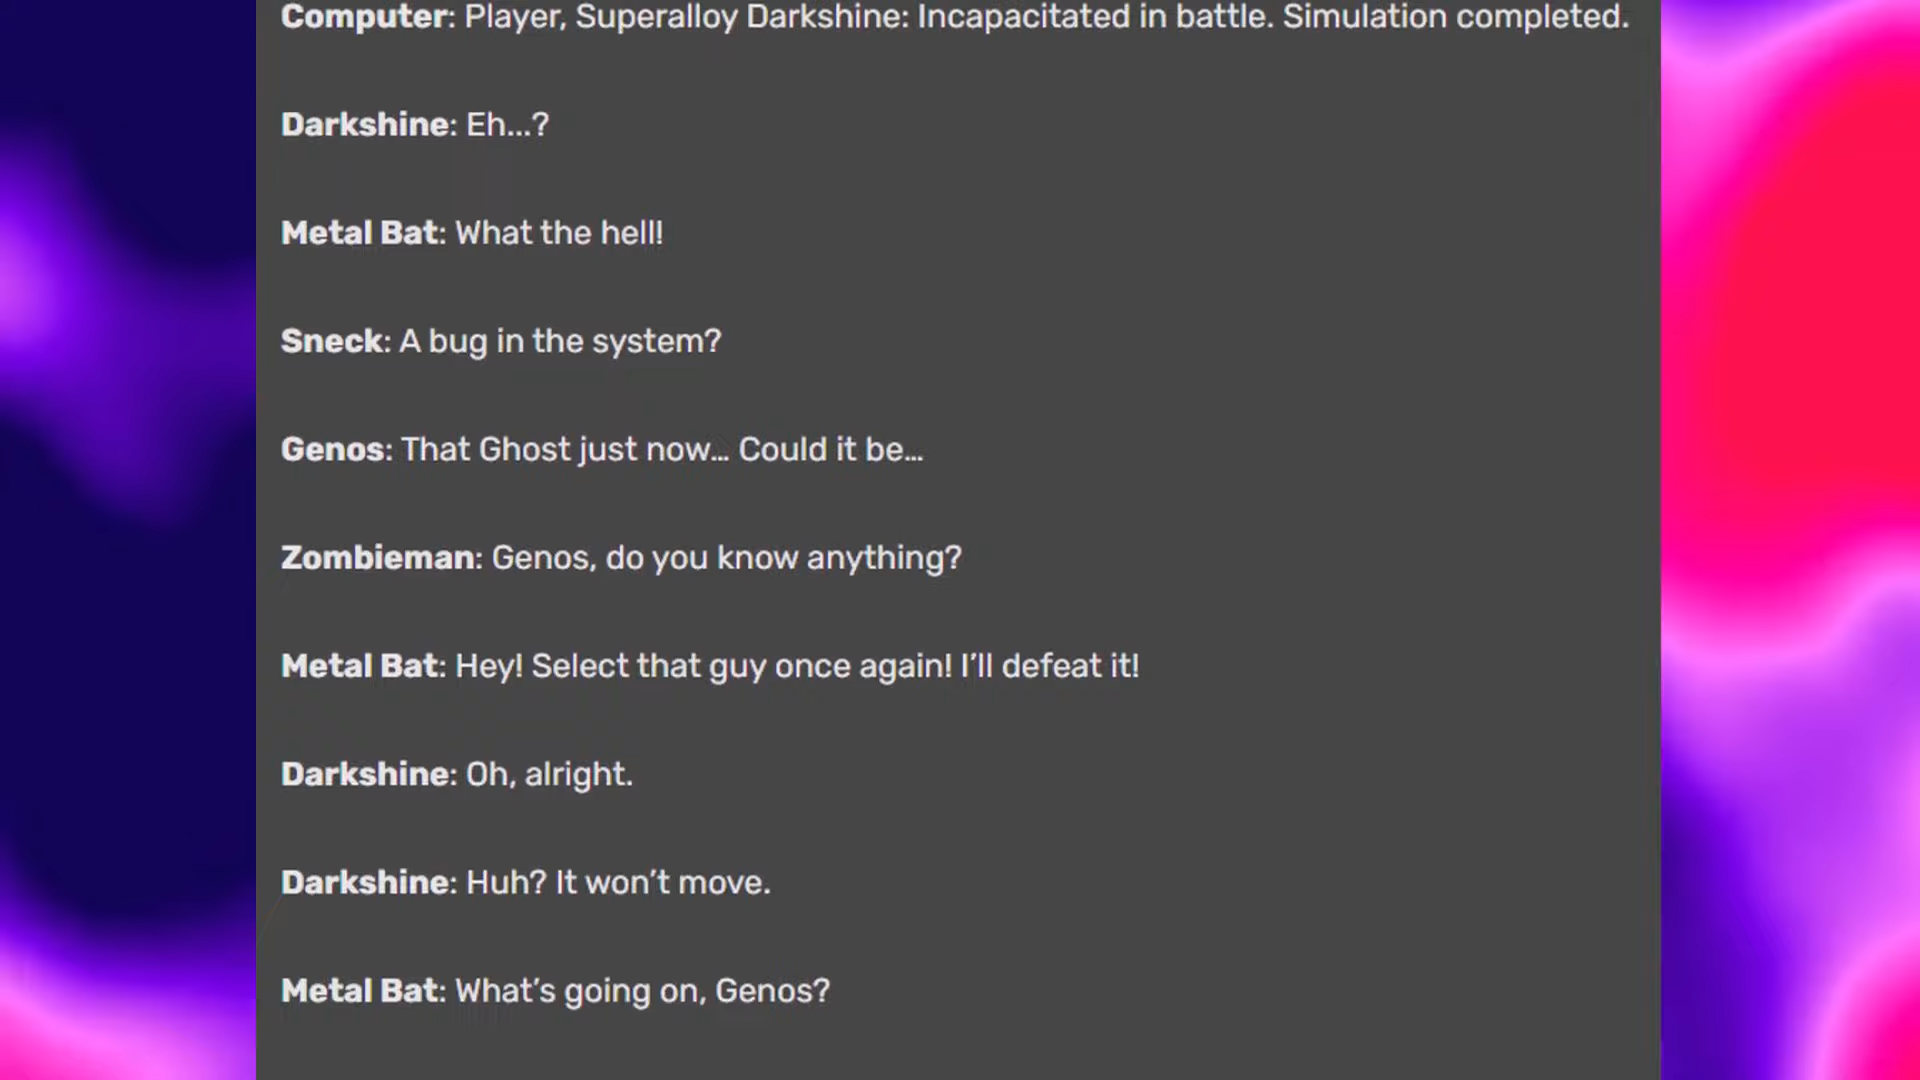 Computer: Player, Superalloy Darkshine: Incapacitated in battle. Simulation completed.
Darkshine: Eh...?
Metal Bat: What the hell!
Sneck: A bug in the system?
Genos: That Ghost just now… Could it be…
Zombieman: Genos, do you know anything?
Metal Bat: Hey! Select that guy once again! I’ll defeat it!
Darkshine: Oh, alright.
Darkshine: Huh? It won’t move.
Metal Bat: What’s going on, Genos?